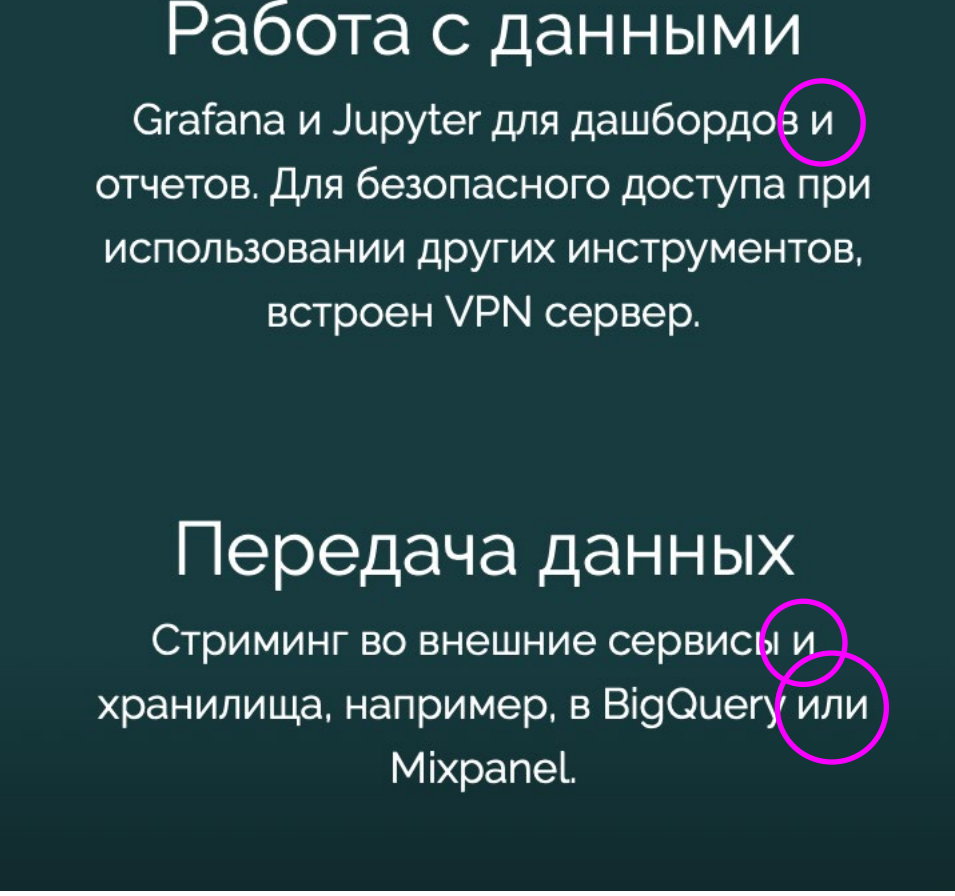 Работа с данными
Grafana и Jupyter для дашбордов и
отчетов. Для безопасного доступа при
использовании других инструментов,
встроен VPN сервер.
Передача данных
Стриминг во внешние сервисы и
хранилища, например, в BigQuery или
Mixpanel.